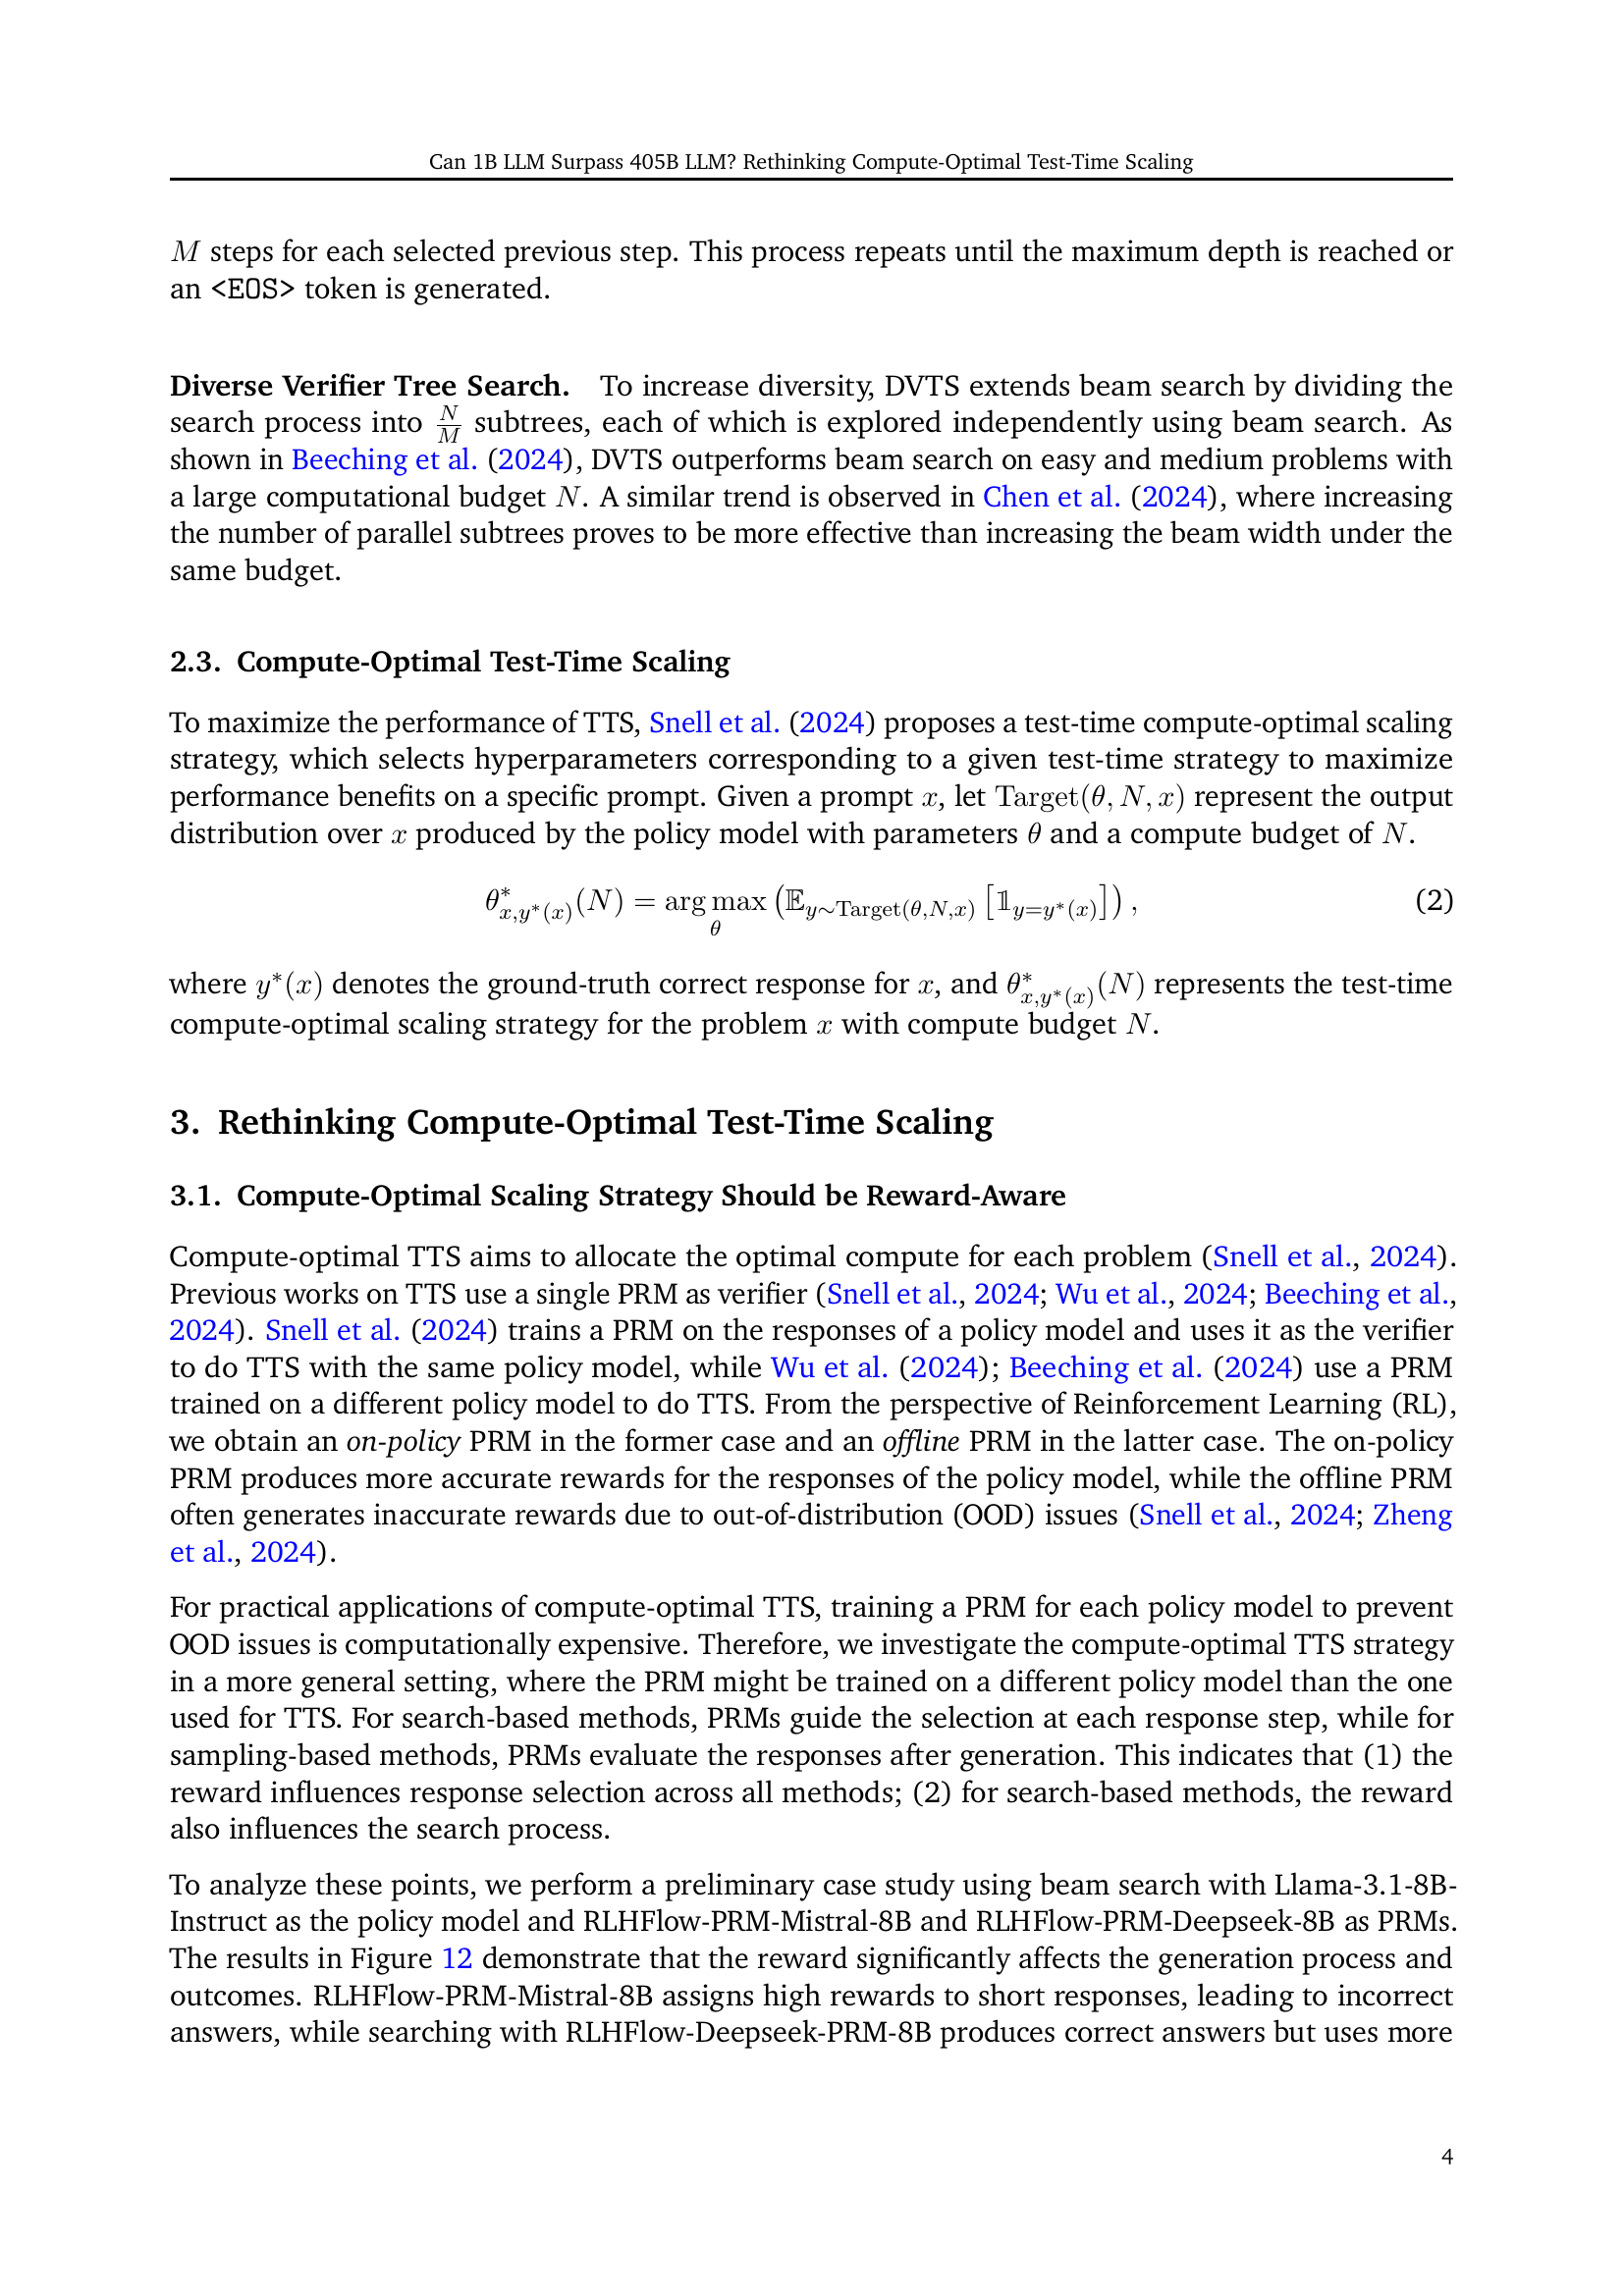 Can 1B LLM Surpass 405B LLM? Rethinking Compute-Optimal Test-Time Scaling
M steps for each selected previous step. This process repeats until the maximum depth is reached or
an <EOS> token is generated.
Diverse Verifier Tree Search. To increase diversity, DVTS extends beam search by dividing the
search process into N/M subtrees, each of which is explored independently using beam search. As
shown in Beeching et al. (2024), DVTS outperforms beam search on easy and medium problems with
a large computational budget N. A similar trend is observed in Chen et al. (2024), where increasing
the number of parallel subtrees proves to be more effective than increasing the beam width under the
same budget.
2.3. Compute-Optimal Test-Time Scaling
To maximize the performance of TTS, Snell et al. (2024) proposes a test-time compute-optimal scaling
strategy, which selects hyperparameters corresponding to a given test-time strategy to maximize
performance benefits on a specific prompt. Given a prompt x, let Target(θ, N, x) represent the output
distribution over x produced by the policy model with parameters θ and a compute budget of N.
θ*_{x,y*(x)}(N) = arg max_θ (𝔼_{y∼Target(θ,N,x)} [𝟙_{y=y*(x)}]), (2)
where y*(x) denotes the ground-truth correct response for x, and θ*_{x,y*(x)}(N) represents the test-time
compute-optimal scaling strategy for the problem x with compute budget N.
3. Rethinking Compute-Optimal Test-Time Scaling
3.1. Compute-Optimal Scaling Strategy Should be Reward-Aware
Compute-optimal TTS aims to allocate the optimal compute for each problem (Snell et al., 2024).
Previous works on TTS use a single PRM as verifier (Snell et al., 2024; Wu et al., 2024; Beeching et al.,
2024). Snell et al. (2024) trains a PRM on the responses of a policy model and uses it as the verifier
to do TTS with the same policy model, while Wu et al. (2024); Beeching et al. (2024) use a PRM
trained on a different policy model to do TTS. From the perspective of Reinforcement Learning (RL),
we obtain an on-policy PRM in the former case and an offline PRM in the latter case. The on-policy
PRM produces more accurate rewards for the responses of the policy model, while the offline PRM
often generates inaccurate rewards due to out-of-distribution (OOD) issues (Snell et al., 2024; Zheng
et al., 2024).
For practical applications of compute-optimal TTS, training a PRM for each policy model to prevent
OOD issues is computationally expensive. Therefore, we investigate the compute-optimal TTS strategy
in a more general setting, where the PRM might be trained on a different policy model than the one
used for TTS. For search-based methods, PRMs guide the selection at each response step, while for
sampling-based methods, PRMs evaluate the responses after generation. This indicates that (1) the
reward influences response selection across all methods; (2) for search-based methods, the reward
also influences the search process.
To analyze these points, we perform a preliminary case study using beam search with Llama-3.1-8B-
Instruct as the policy model and RLHFlow-PRM-Mistral-8B and RLHFlow-PRM-Deepseek-8B as PRMs.
The results in Figure 12 demonstrate that the reward significantly affects the generation process and
outcomes. RLHFlow-PRM-Mistral-8B assigns high rewards to short responses, leading to incorrect
answers, while searching with RLHFlow-Deepseek-PRM-8B produces correct answers but uses more
4